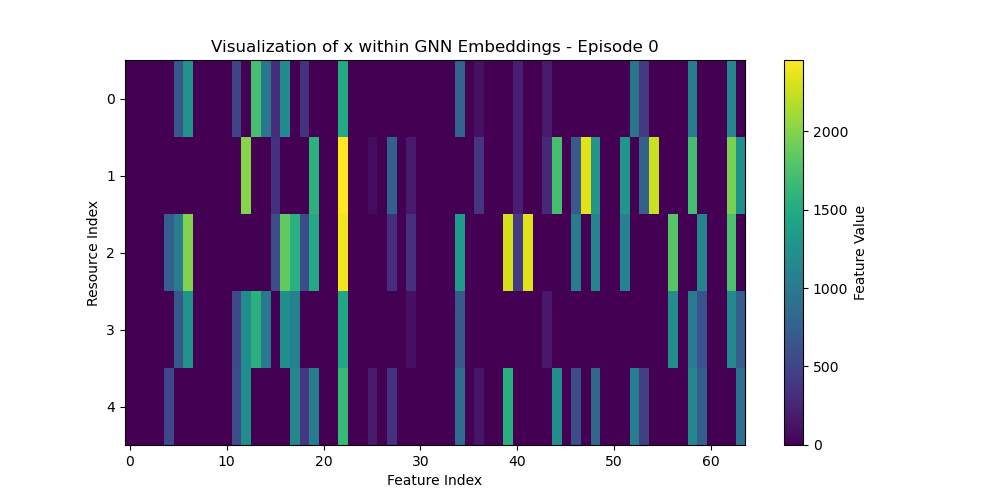 Visualization of x within GNN Embeddings - Episode 0
Resource Index
0
1
2
3
4
0 10 20 30 40 50 60
Feature Index
2000
1500
1000
500
0
Feature Value